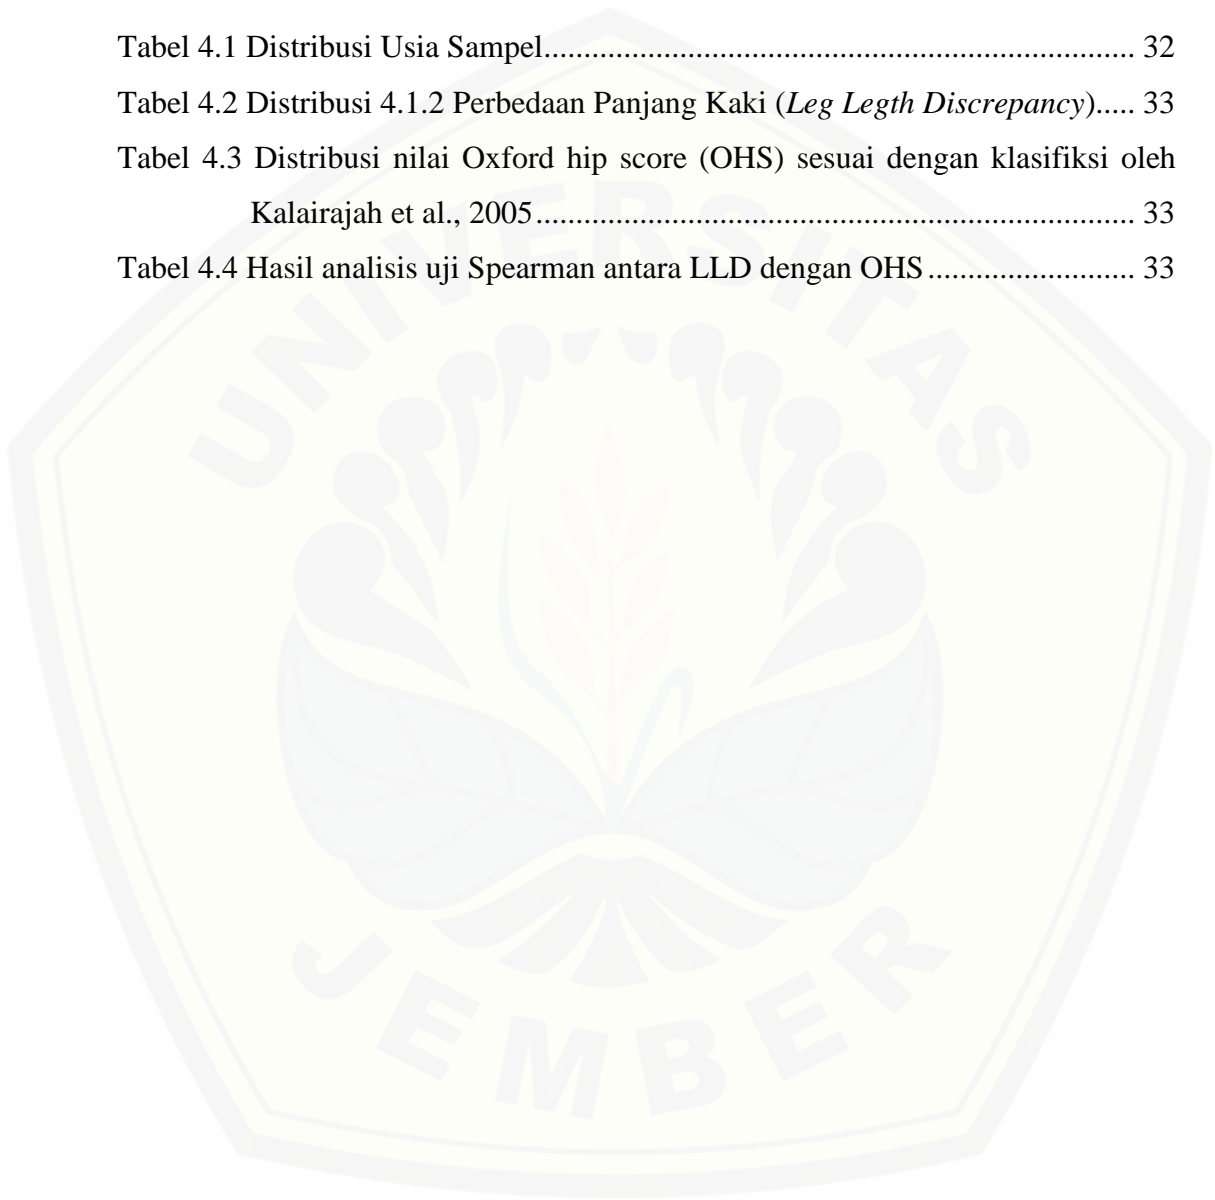 Tabel 4.1 Distribusi Usia Sampel.......................................................................... 32
Tabel 4.2 Distribusi 4.1.2 Perbedaan Panjang Kaki (Leg Legth Discrepancy)..... 33
Tabel 4.3 Distribusi nilai Oxford hip score (OHS) sesuai dengan klasifiksi oleh
Kalairajah et al., 2005........................................................................... 33
Tabel 4.4 Hasil analisis uji Spearman antara LLD dengan OHS.......................... 33
UNIVERSITAS
JEMBER